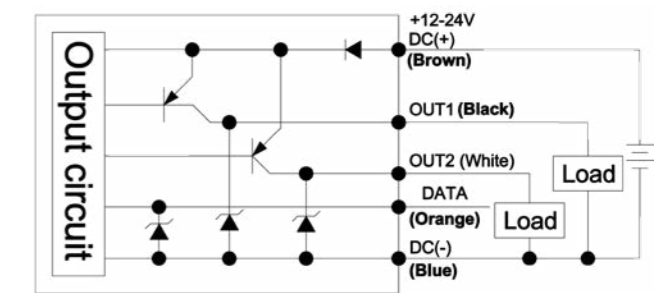 Output circuit
+12-24V
DC(+)
(Brown)
OUT1 (Black)
OUT2 (White)
Load
DATA
(Orange)
Load
DC(-)
(Blue)